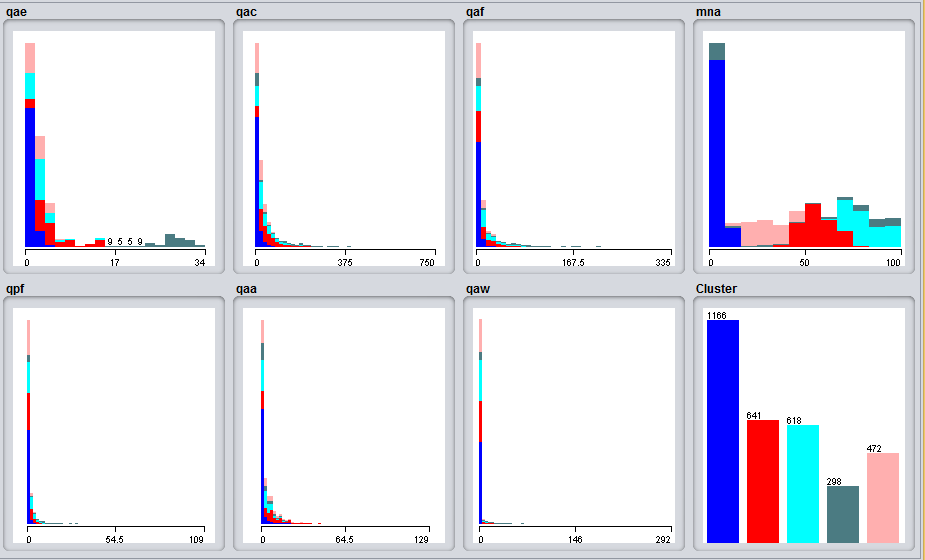 qae
qac
qaf
mna
9 5 5 9
0 17 34
0 375 750
0 167.5 335
0 50 100
qpf
qaa
qaw
Cluster
1166
641
618
472
298
0 54.5 109
0 64.5 129
0 146 292